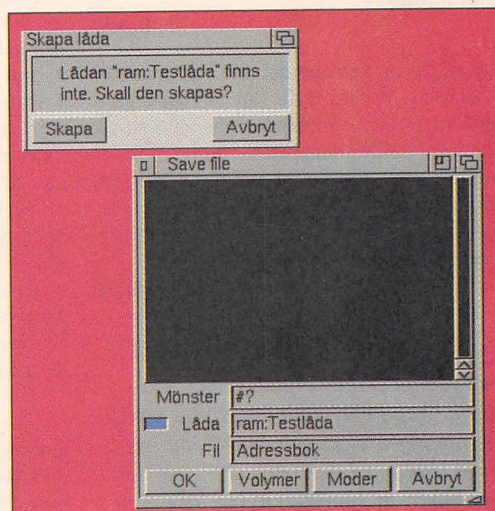 Skapa låda
Lådan "ram:Testlåda" finns
inte. Skall den skapas?
Skapa Avbryt
Save file
Mönster #?
Låda ram:Testlåda
Fil Adressbok
OK Volymer Moder Avbryt